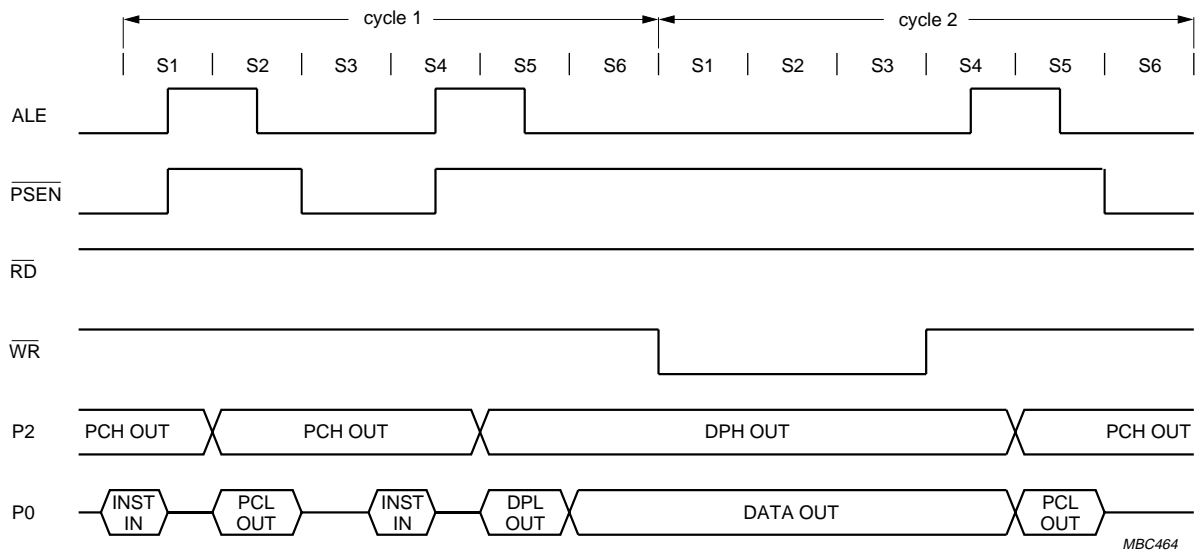 cycle 1 cycle 2
S1 S2 S3 S4 S5 S6 S1 S2 S3 S4 S5 S6
ALE
PSEN
RD
WR
P2 PCH OUT PCH OUT DPH OUT PCH OUT
P0 INST IN PCL OUT INST IN DPL OUT DATA OUT PCL OUT
MBC464